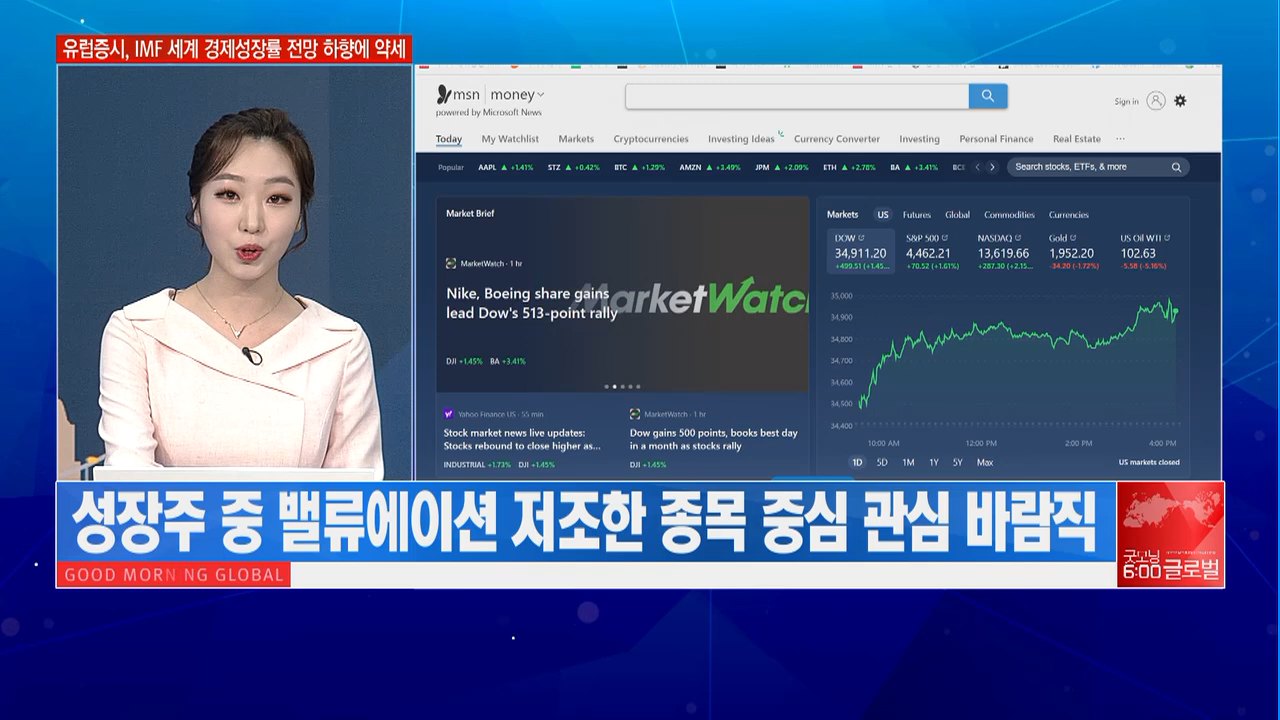 유럽증시, IMF 세계 경제성장률 전망 하향에 약세
msn money
powered by Microsoft News
Sign in
Today My Watchlist Markets Cryptocurrencies Investing Ideas Currency Converter Investing Personal Finance Real Estate ...
Popular AAPL ▲ +1.41% STZ ▲ +0.42% BTC ▲ +1.29% AMZN ▲ +3.49% JPM ▲ +2.09% ETH ▲ +2.78% BA ▲ +3.41%
Search stocks, ETFs, & more
Market Brief
MarketWatch · 1 hr
Nike, Boeing share gains
lead Dow's 513-point rally
MarketWatc
DJI +1.45% BA +3.41%
Yahoo Finance US · 55 min
Stock market news live updates:
Stocks rebound to close higher as...
INDUSTRIAL +1.73% DJI +1.45%
MarketWatch · 1 hr
Dow gains 500 points, books best day
in a month as stocks rally
DJI +1.45%
Markets US Futures Global Commodities Currencies
DOW S&P 500 NASDAQ Gold US Oil WTI
34,911.20 4,462.21 13,619.66 1,952.20 102.63
+499.51 (+1.45... +70.52 (+1.61%) +287.30 (+2.15... -34.20 (-1.72%) -5.58 (-5.16%)
35,000
34,900
34,800
34,700
34,600
34,500
34,400
10:00 AM 12:00 PM 2:00 PM 4:00 PM
1D 5D 1M 1Y 5Y Max
US markets closed
성장주 중 밸류에이션 저조한 종목 중심 관심 바람직
GOOD MORN NG GLOBAL
굿모닝
6:00 글로벌